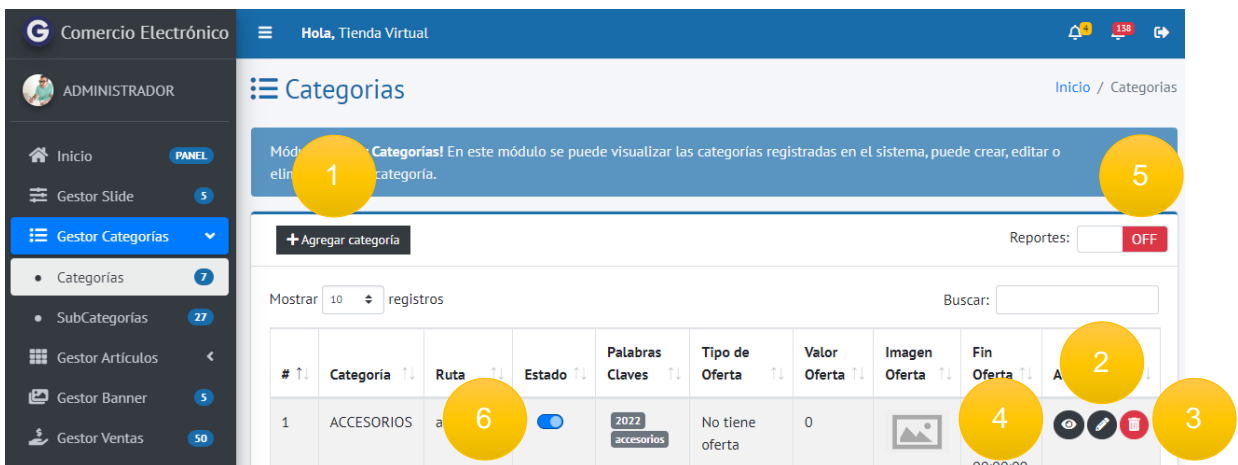 G Comercio Electrónico
Hola, Tienda Virtual
4
138
ADMINISTRADOR
Categorias
Inicio / Categorias
Inicio PANEL
Gestor Slide 5
Gestor Categorías
Categorías 7
SubCategorías 27
Gestor Artículos
Gestor Banner 5
Gestor Ventas 50
Categorías! En este módulo se puede visualizar las categorías registradas en el sistema, puede crear, editar o
categoría.
1
5
Agregar categoría
Reportes: OFF
Mostrar 10 registros
Buscar:
# Categoría Ruta Estado Palabras Claves Tipo de Oferta Valor Oferta Imagen Oferta Fin Oferta
2
1 ACCESORIOS 6 2022 accesorios No tiene oferta 0 4 3